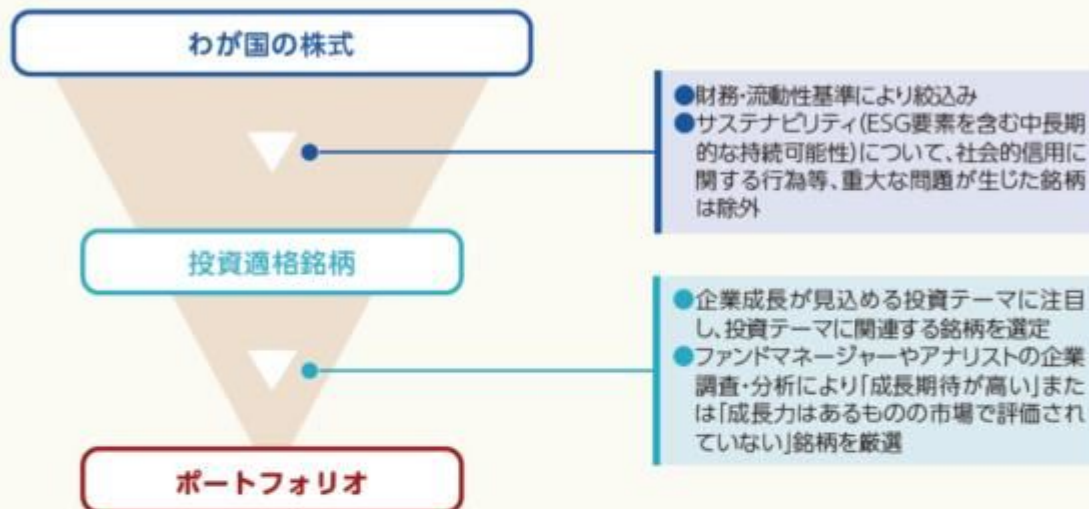 わが国の株式
●財務・流動性基準により絞込み
●サステナビリティ(ESG要素を含む中長期
的な持続可能性)について、社会的信用に
関する行為等、重大な問題が生じた銘柄
は除外
投資適格銘柄
●企業成長が見込める投資テーマに注目
し、投資テーマに関連する銘柄を選定
●ファンドマネージャーやアナリストの企業
調査・分析により｢成長期待が高い｣また
は｢成長力はあるものの市場で評価され
ていない｣銘柄を厳選
ポートフォリオ